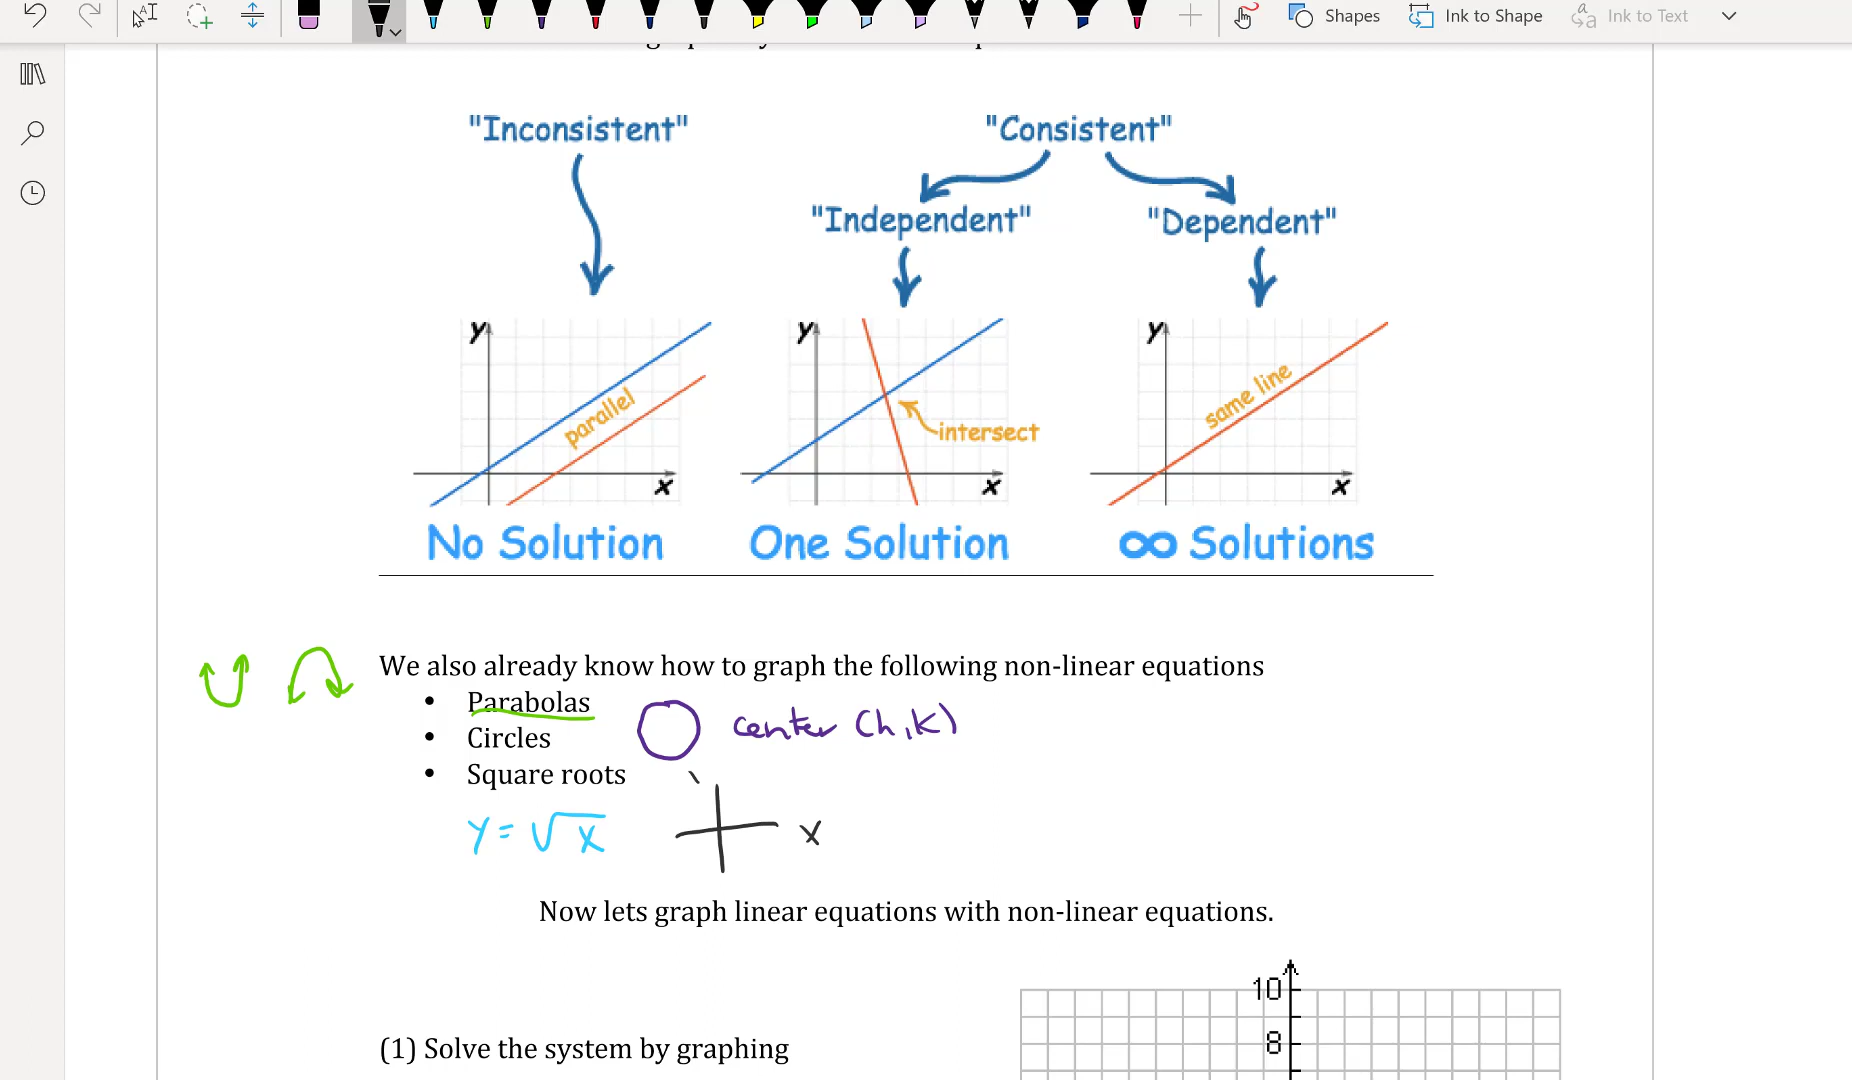 Shapes Ink to Shape Ink to Text
"Inconsistent" "Consistent"
"Independent" "Dependent"
y y y
parallel intersect same line
x x x
No Solution One Solution ∞ Solutions
We also already know how to graph the following non-linear equations
• Parabolas
center (h,k)
• Circles
• Square roots
y = √x x
Now lets graph linear equations with non-linear equations.
10
(1) Solve the system by graphing
8